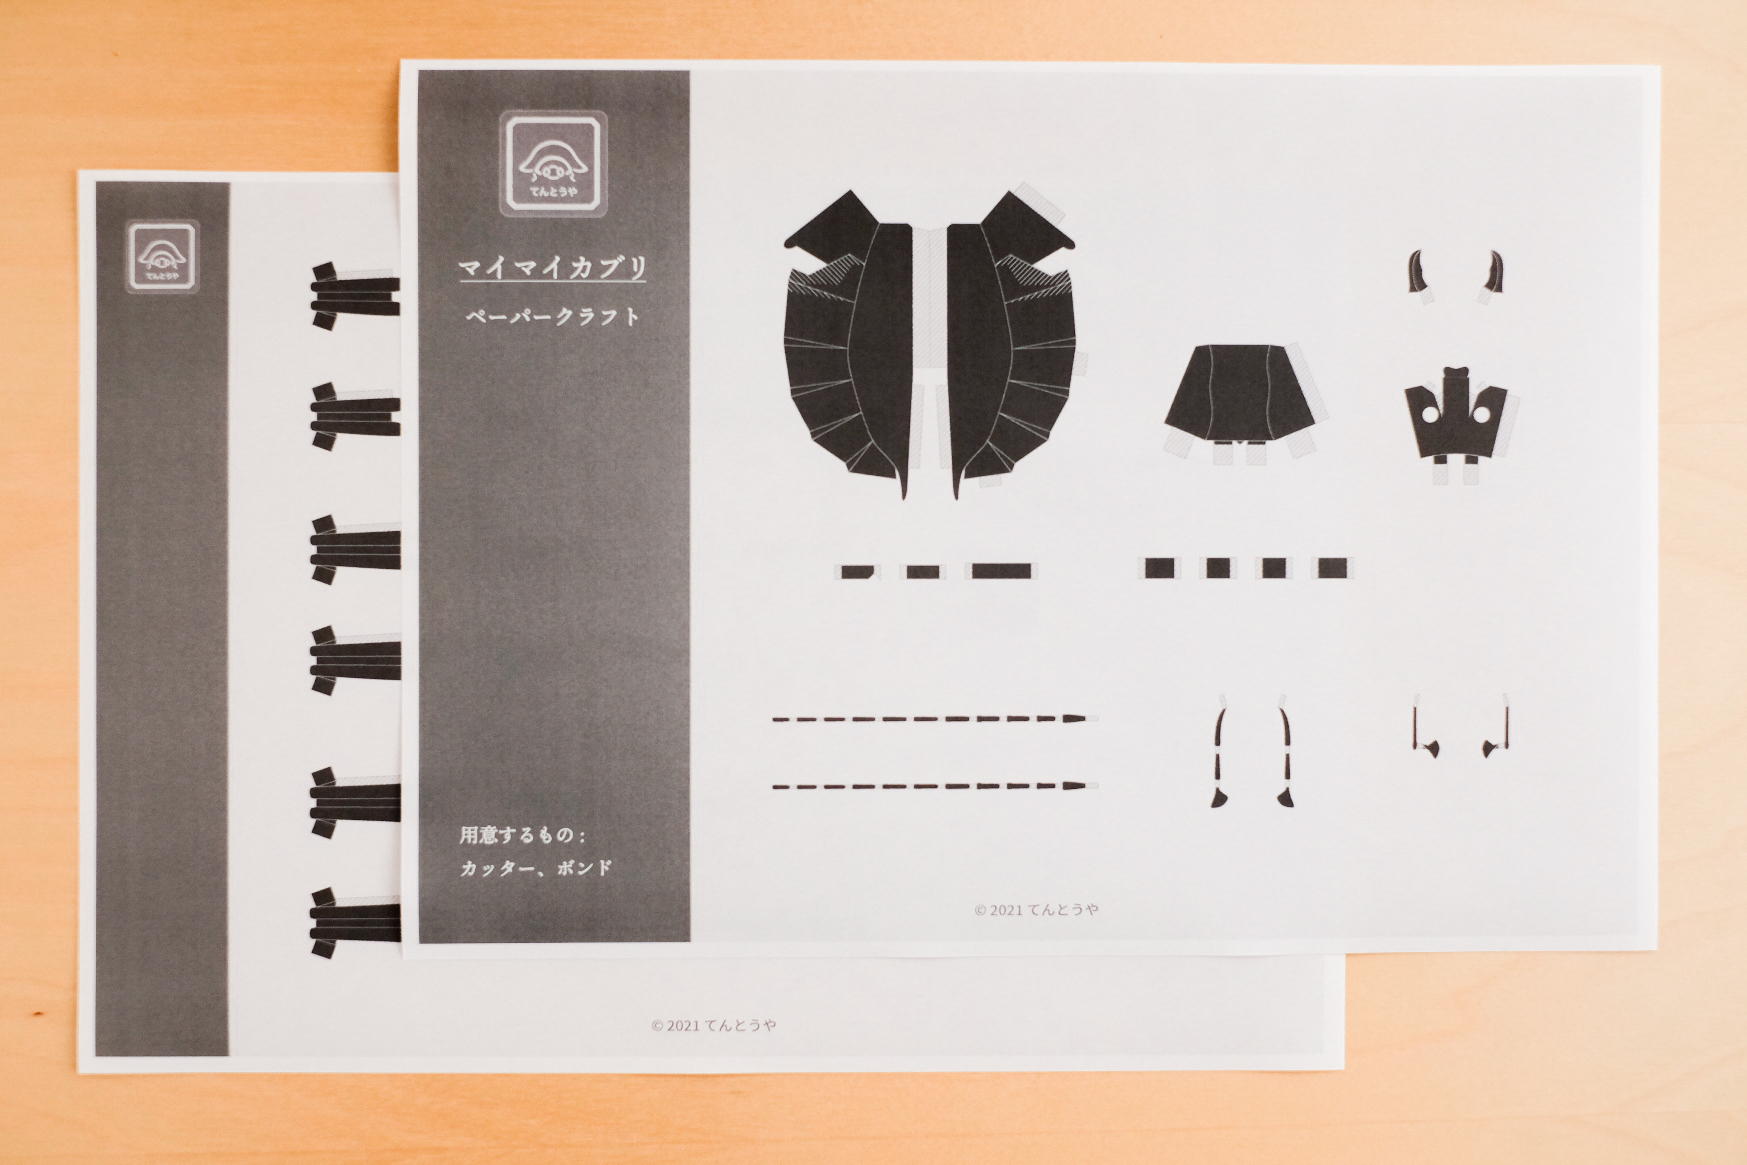 てんとうや
マイマイカブリ
ペーパークラフト
用意するもの：
カッター、ボンド
© 2021 てんとうや
てんとうや
© 2021 てんとうや